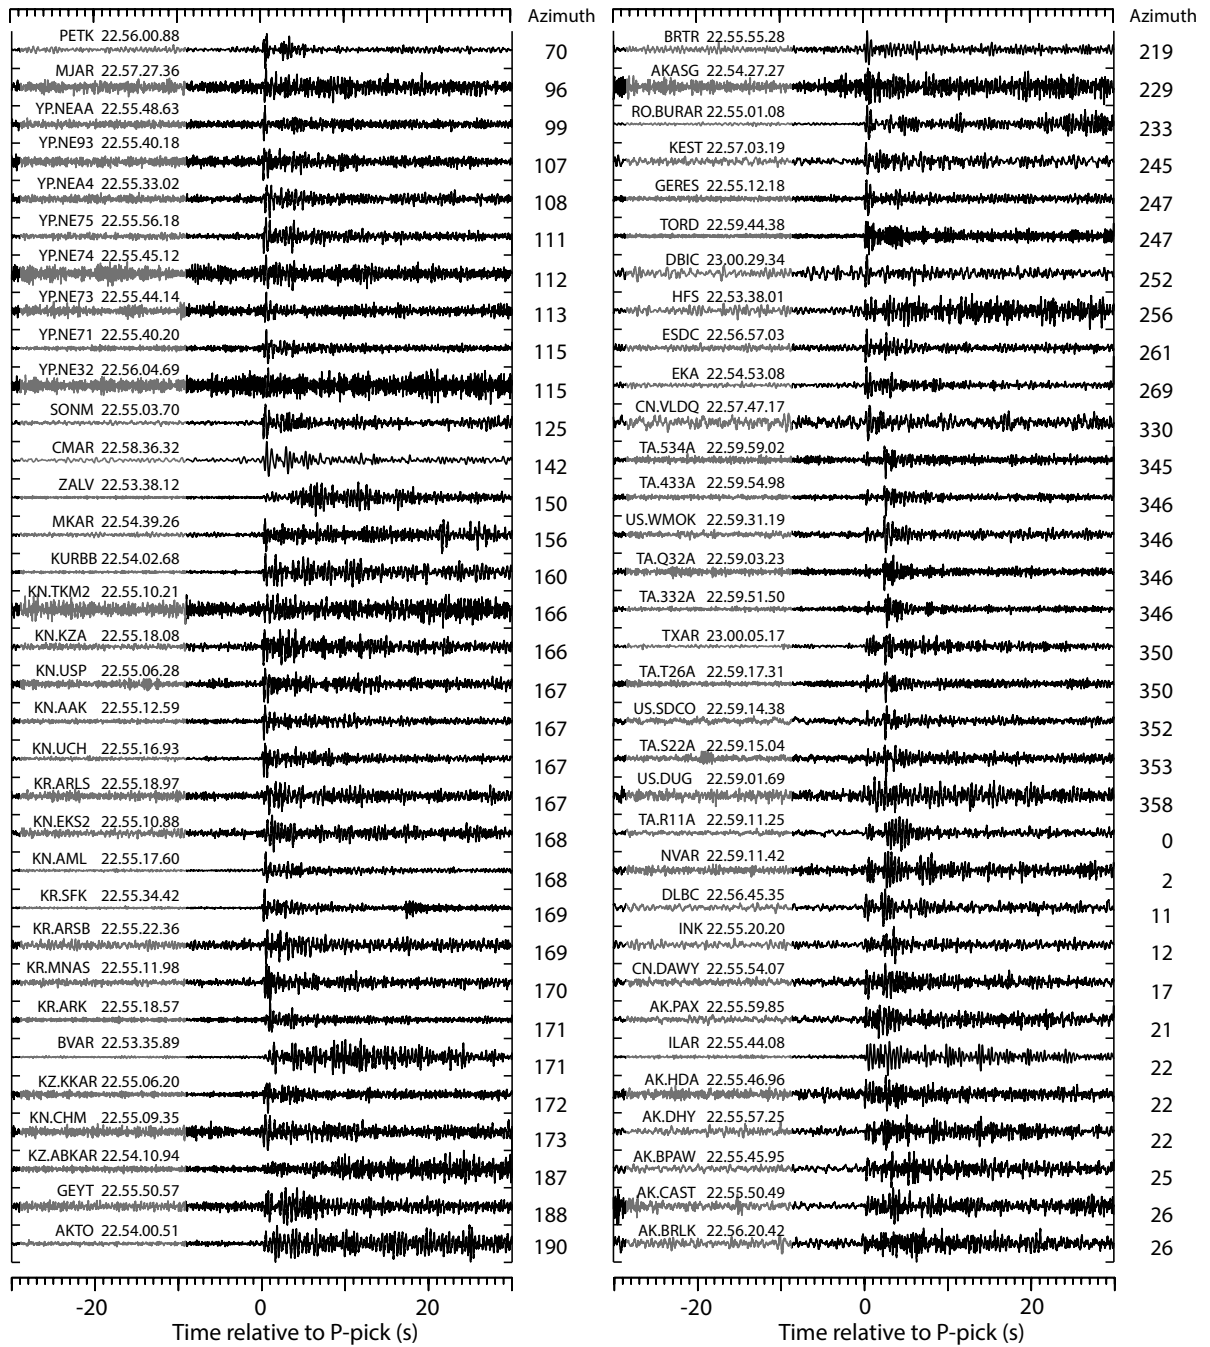 Azimuth
PETK 22.56.00.88 70
MJAR 22.57.27.36 96
YP.NEAA 22.55.48.63 99
YP.NE93 22.55.40.18 107
YP.NEA4 22.55.33.02 108
YP.NE75 22.55.56.18 111
YP.NE74 22.55.45.12 112
YP.NE73 22.55.44.14 113
YP.NE71 22.55.40.20 115
YP.NE32 22.56.04.69 115
SONM 22.55.03.70 125
CMAR 22.58.36.32 142
ZALV 22.53.38.12 150
MKAR 22.54.39.26 156
KURBB 22.54.02.68 160
KN.TKM2 22.55.10.21 166
KN.KZA 22.55.18.08 166
KN.USP 22.55.06.28 167
KN.AAK 22.55.12.59 167
KN.UCH 22.55.16.93 167
KR.ARLS 22.55.18.97 167
KN.EKS2 22.55.10.88 168
KN.AML 22.55.17.60 168
KR.SFK 22.55.34.42 169
KR.ARSB 22.55.22.36 169
KR.MNAS 22.55.11.98 170
KR.ARK 22.55.18.57 171
BVAR 22.53.35.89 171
KZ.KKAR 22.55.06.20 172
KN.CHM 22.55.09.35 173
KZ.ABKAR 22.54.10.94 187
GEYT 22.55.50.57 188
AKTO 22.54.00.51 190
-20 0 20
Time relative to P-pick (s)
Azimuth
BRTR 22.55.55.28 219
AKASG 22.54.27.27 229
RO.BURAR 22.55.01.08 233
KEST 22.57.03.19 245
GERES 22.55.12.18 247
TORD 22.59.44.38 247
DBIC 23.00.29.34 252
HFS 22.53.38.01 256
ESDC 22.56.57.03 261
EKA 22.54.53.08 269
CN.VLDQ 22.57.47.17 330
TA.534A 22.59.59.02 345
TA.433A 22.59.54.98 346
US.WMOK 22.59.31.19 346
TA.Q32A 22.59.03.23 346
TA.332A 22.59.51.50 346
TXAR 23.00.05.17 350
TA.T26A 22.59.17.31 350
US.SDCO 22.59.14.38 352
TA.S22A 22.59.15.04 353
US.DUG 22.59.01.69 358
TA.R11A 22.59.11.25 0
NVAR 22.59.11.42 2
DLBC 22.56.45.35 11
INK 22.55.20.20 12
CN.DAWY 22.55.54.07 17
AK.PAX 22.55.59.85 21
ILAR 22.55.44.08 22
AK.HDA 22.55.46.96 22
AK.DHY 22.55.57.25 22
AK.BPAW 22.55.45.95 25
AK.CAST 22.55.50.49 26
AK.BRLK 22.56.20.42 26
-20 0 20
Time relative to P-pick (s)